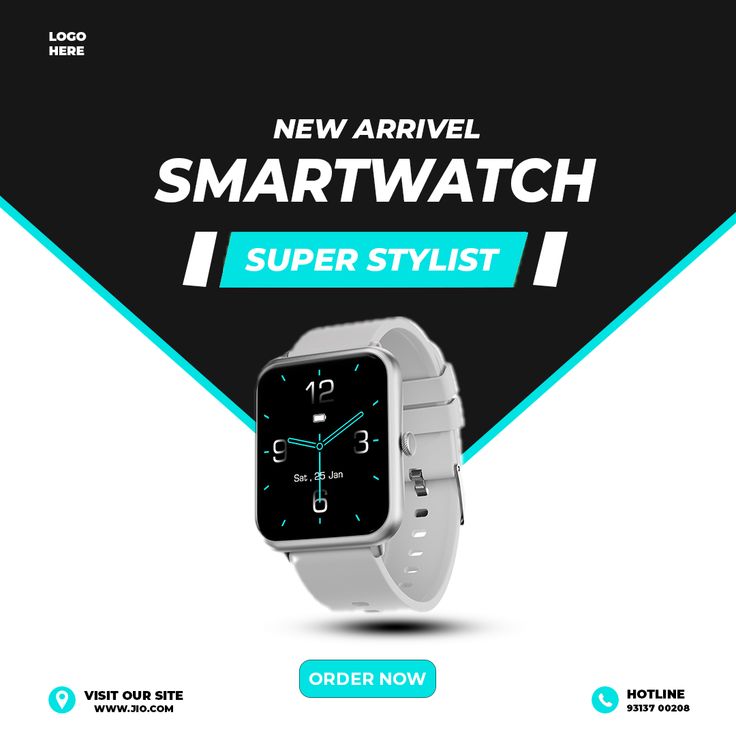 LOGO
HERE
NEW ARRIVEL
SMARTWATCH
SUPER STYLIST
12
9
3
Sat , 25 Jan
6
ORDER NOW
VISIT OUR SITE
WWW.JIO.COM
HOTLINE
93137 00208